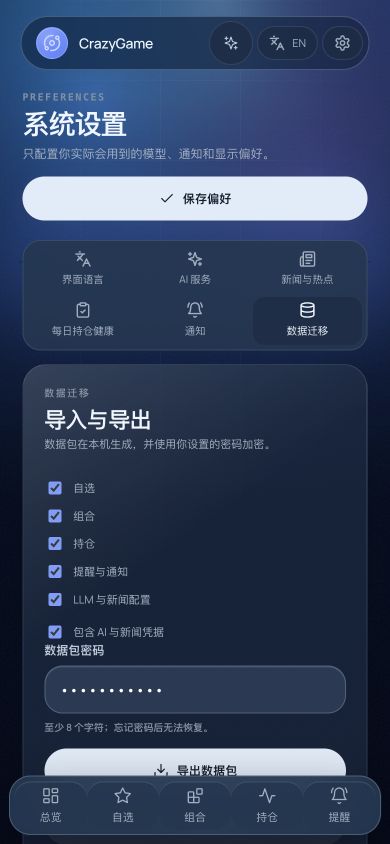 CrazyGame
EN
PREFERENCES
系统设置
只配置你实际会用到的模型、通知和显示偏好。
保存偏好
界面语言
AI 服务
新闻与热点
每日持仓健康
通知
数据迁移
数据迁移
导入与导出
数据包在本机生成，并使用你设置的密码加密。
自选
组合
持仓
提醒与通知
LLM 与新闻配置
包含 AI 与新闻凭据
数据包密码
至少 8 个字符；忘记密码后无法恢复。
导出数据包
总览
自选
组合
持仓
提醒